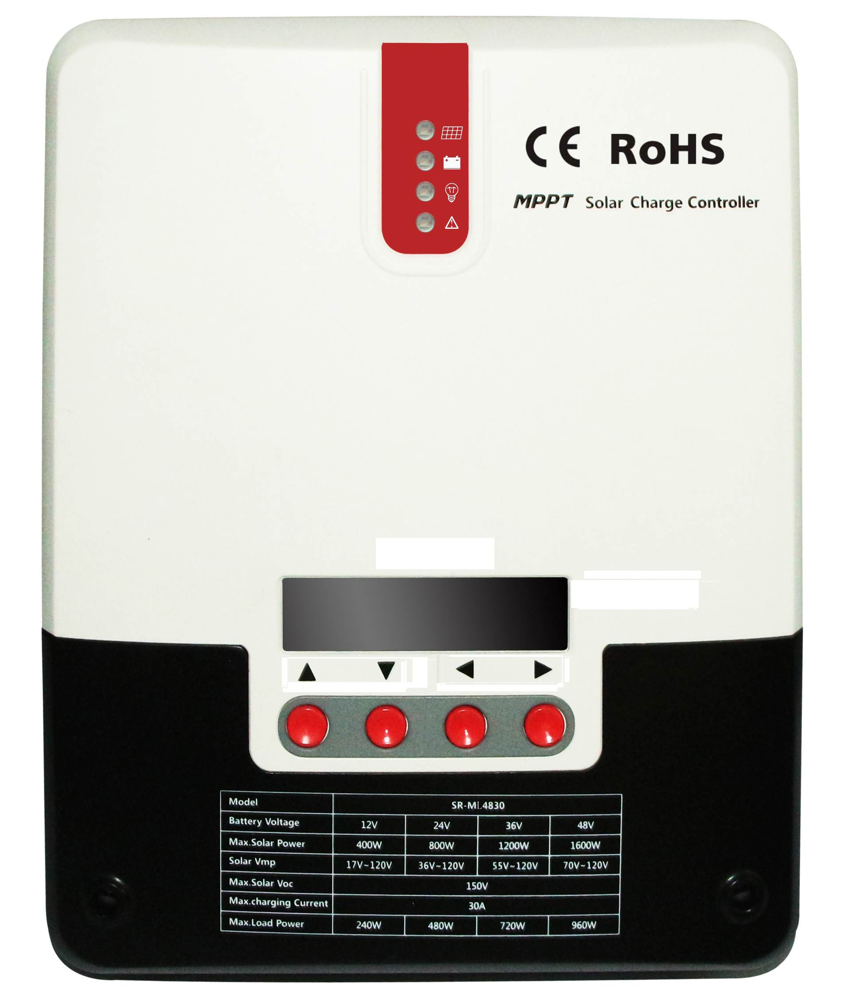 CE RoHS
MPPT Solar Charge Controller
Model SR-ML4830
Battery Voltage 12V 24V 36V 48V
Max.Solar Power 400W 800W 1200W 1600W
Solar Vmp 17V~120V 36V~120V 55V~120V 70V~120V
Max.Solar Voc 150V
Max.charging Current 30A
Max.Load Power 240W 480W 720W 960W